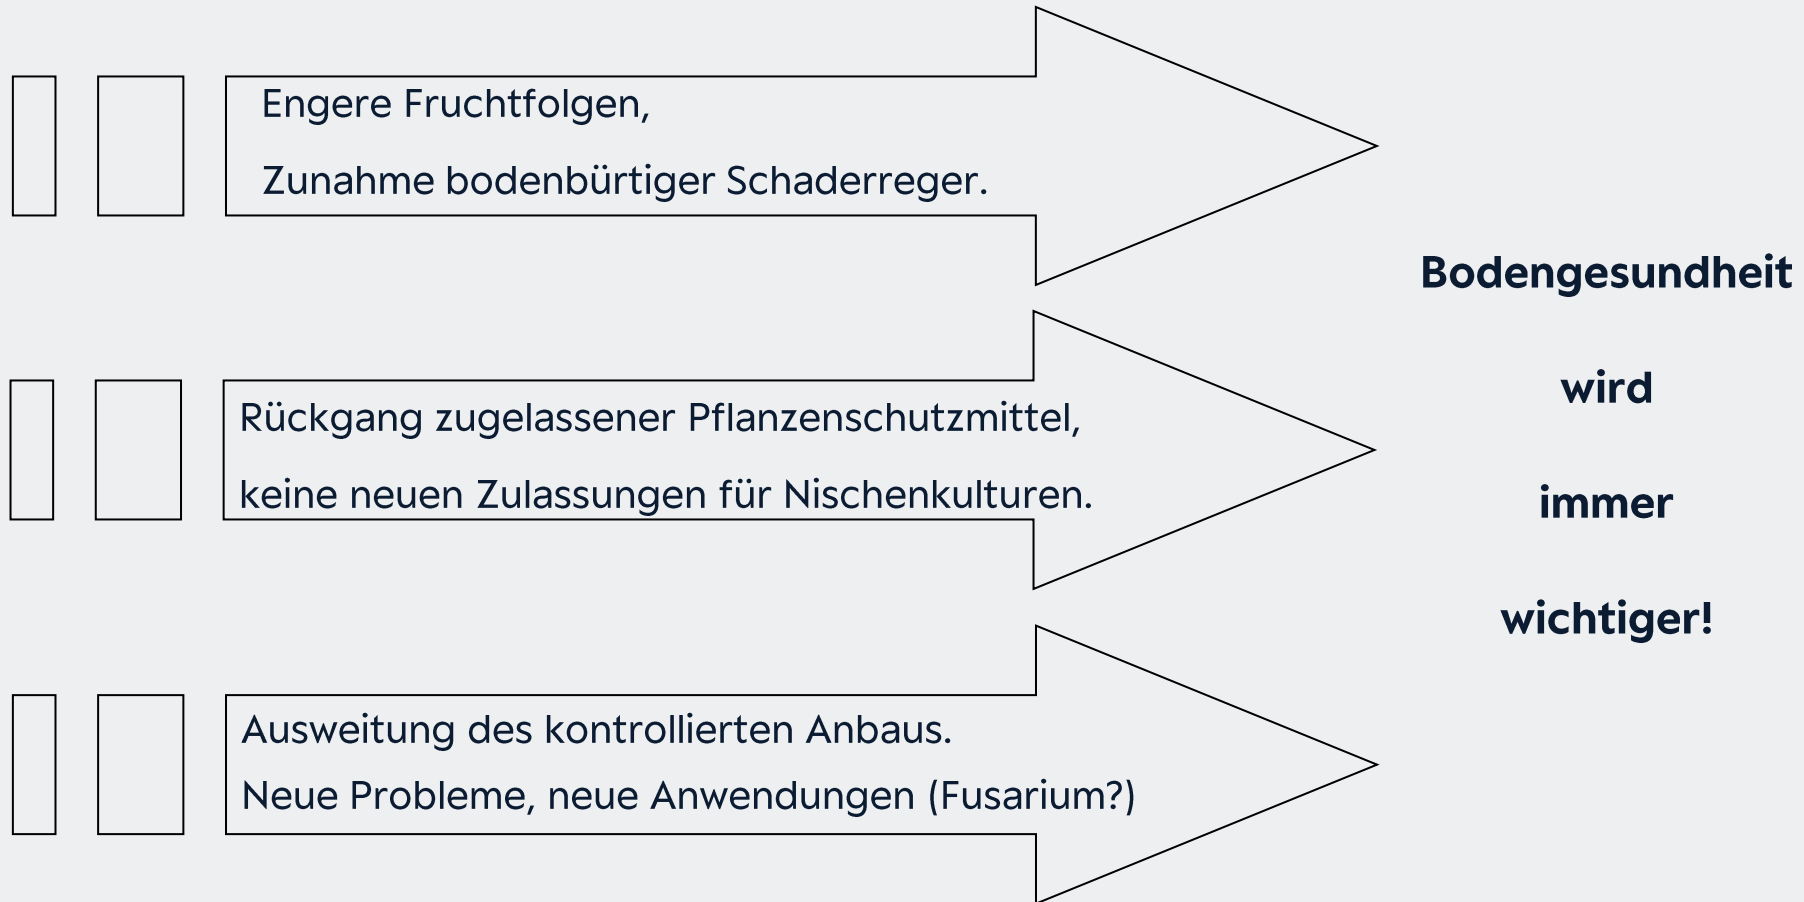 Engere Fruchtfolgen,
Zunahme bodenbürtiger Schaderreger.
Rückgang zugelassener Pflanzenschutzmittel,
keine neuen Zulassungen für Nischenkulturen.
Ausweitung des kontrollierten Anbaus.
Neue Probleme, neue Anwendungen (Fusarium?)
Bodengesundheit
wird
immer
wichtiger!